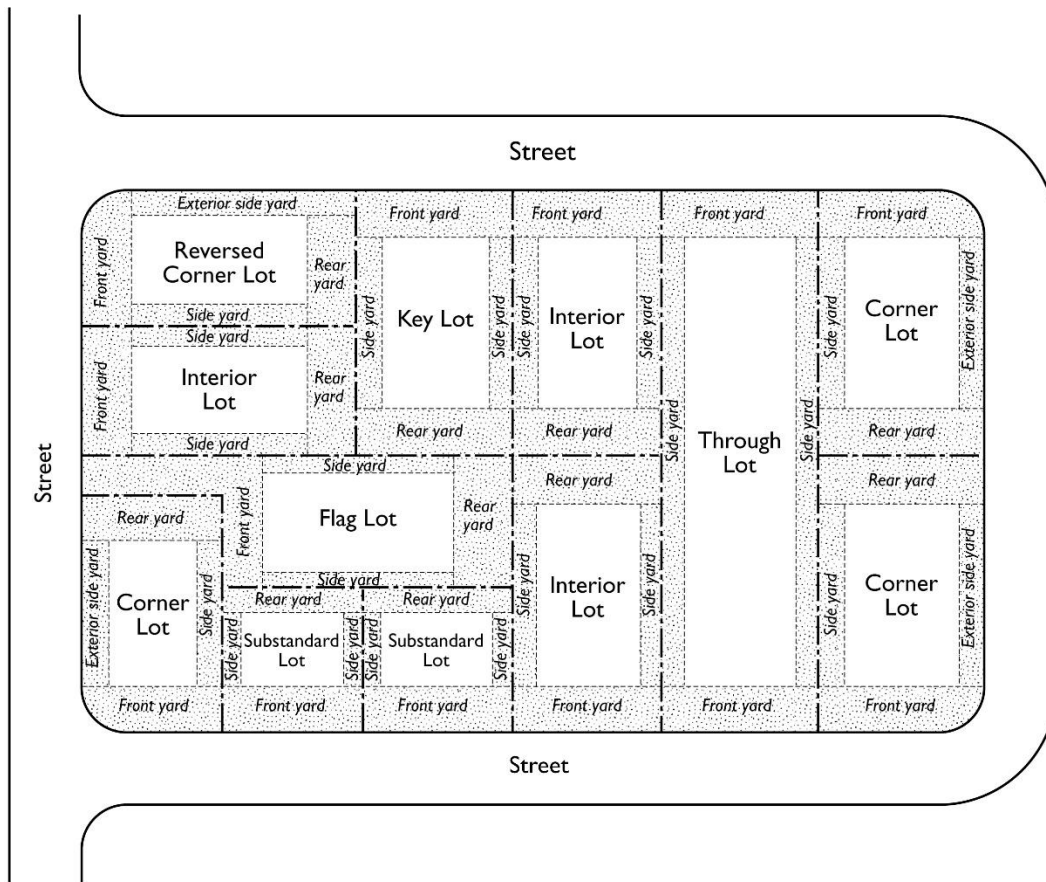 Street
Exterior side yard
Front yard
Reversed
Corner Lot
Rear
yard
Side yard
Front yard
Side yard
Key Lot
Side yard
Front yard
Side yard
Interior
Lot
Side yard
Front yard
Front yard
Side yard
Corner
Lot
Exterior side yard
Side yard
Front yard
Interior
Lot
Rear
yard
Side yard
Rear yard
Rear yard
Side yard
Through
Lot
Side yard
Rear yard
Street
Side yard
Front yard
Flag Lot
Rear
yard
Side yard
Rear yard
Rear yard
Rear yard
Exterior side yard
Corner
Lot
Side yard
Rear yard
Rear yard
Side yard
Substandard
Lot
Side yard
Side yard
Substandard
Lot
Side yard
Side yard
Interior
Lot
Side yard
Side yard
Corner
Lot
Exterior side yard
Front yard
Front yard
Front yard
Front yard
Front yard
Front yard
Street